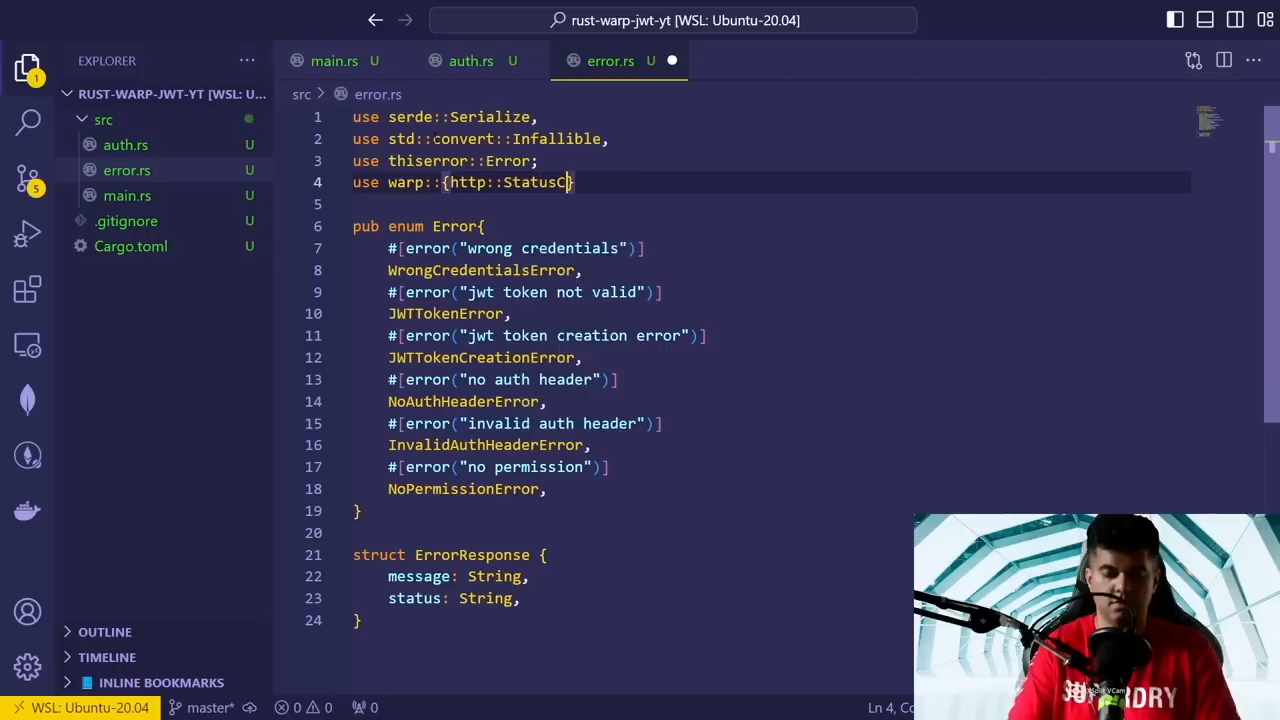 rust-warp-jwt-yt [WSL: Ubuntu-20.04]
EXPLORER
main.rs U
auth.rs U
error.rs U
1
RUST-WARP-JWT-YT [WSL: U...
src > error.rs
src
auth.rs U
error.rs U
main.rs U
.gitignore U
Cargo.toml U
5
1 use serde::Serialize,
2 use std::convert::Infallible,
3 use thiserror::Error;
4 use warp::{http::StatusC}
5
6 pub enum Error{
7 #[error("wrong credentials")]
8 WrongCredentialsError,
9 #[error("jwt token not valid")]
10 JWTTokenError,
11 #[error("jwt token creation error")]
12 JWTTokenCreationError,
13 #[error("no auth header")]
14 NoAuthHeaderError,
15 #[error("invalid auth header")]
16 InvalidAuthHeaderError,
17 #[error("no permission")]
18 NoPermissionError,
19 }
20
21 struct ErrorResponse {
22 message: String,
23 status: String,
24 }
OUTLINE
TIMELINE
INLINE BOOKMARKS
WSL: Ubuntu-20.04
master*
0 0
0
Ln 4, Co
XSplit VCam